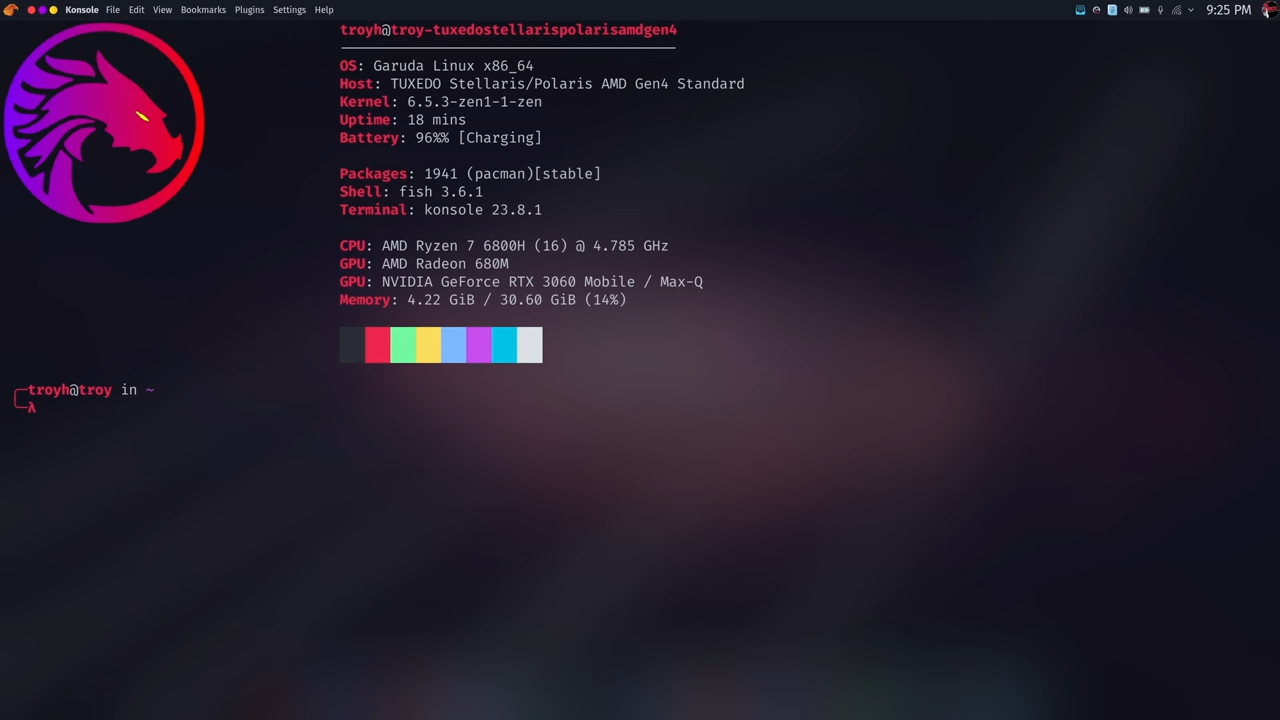 Konsole File Edit View Bookmarks Plugins Settings Help 9:25 PM
troyh@troy-tuxedostellarispolarisamdgen4
OS: Garuda Linux x86_64
Host: TUXEDO Stellaris/Polaris AMD Gen4 Standard
Kernel: 6.5.3-zen1-1-zen
Uptime: 18 mins
Battery: 96%% [Charging]
Packages: 1941 (pacman)[stable]
Shell: fish 3.6.1
Terminal: konsole 23.8.1
CPU: AMD Ryzen 7 6800H (16) @ 4.785 GHz
GPU: AMD Radeon 680M
GPU: NVIDIA GeForce RTX 3060 Mobile / Max-Q
Memory: 4.22 GiB / 30.60 GiB (14%)
troyh@troy in ~
λ